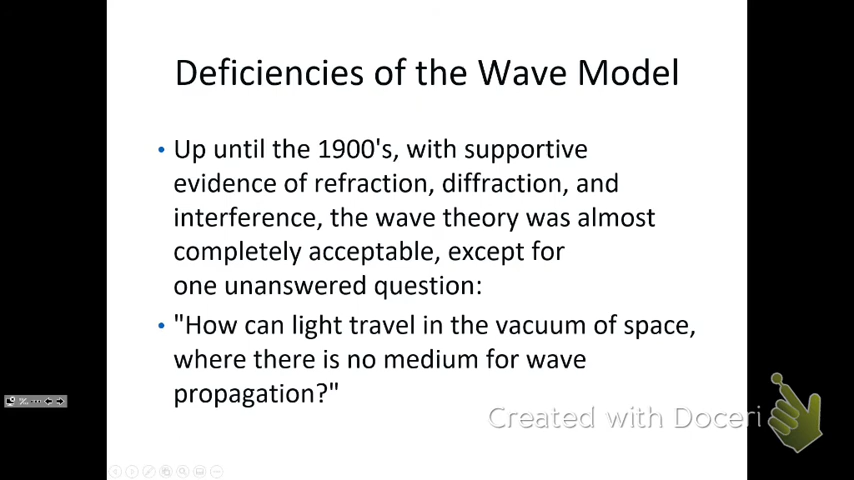 Deficiencies of the Wave Model
• Up until the 1900's, with supportive
evidence of refraction, diffraction, and
interference, the wave theory was almost
completely acceptable, except for
one unanswered question:
• "How can light travel in the vacuum of space,
where there is no medium for wave
propagation?"
Created with Doceri